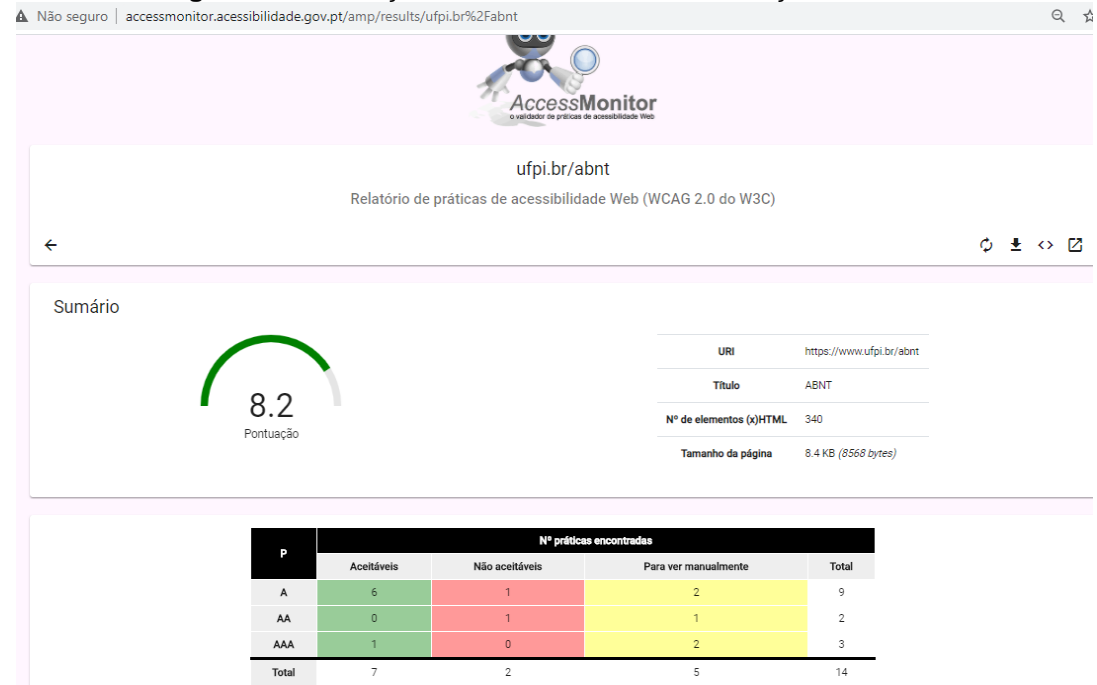 Não seguro | accessmonitor.acessibilidade.gov.pt/amp/results/ufpi.br%2Fabnt
AccessMonitor
o validador de práticas de acessibilidade Web
ufpi.br/abnt
Relatório de práticas de acessibilidade Web (WCAG 2.0 do W3C)
Sumário
8.2
Pontuação
URI https://www.ufpi.br/abnt
Título ABNT
Nº de elementos (x)HTML 340
Tamanho da página 8.4 KB (8568 bytes)
P Nº práticas encontradas
Aceitáveis Não aceitáveis Para ver manualmente Total
A 6 1 2 9
AA 0 1 1 2
AAA 1 0 2 3
Total 7 2 5 14